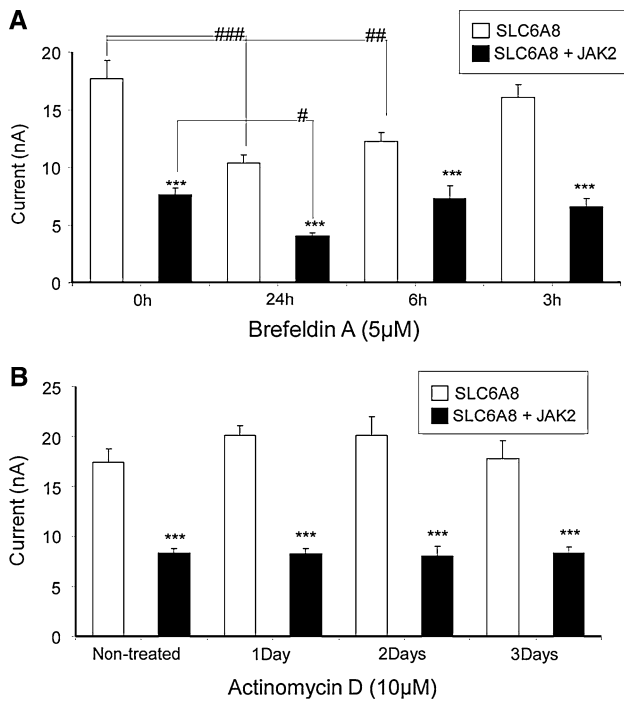 A
SLC6A8
SLC6A8 + JAK2
Current (nA)
20
15
10
5
0
###
##
#
***
***
***
***
0h 24h 6h 3h
Brefeldin A (5µM)
B
SLC6A8
SLC6A8 + JAK2
Current (nA)
25
20
15
10
5
0
*** *** *** ***
Non-treated 1Day 2Days 3Days
Actinomycin D (10µM)